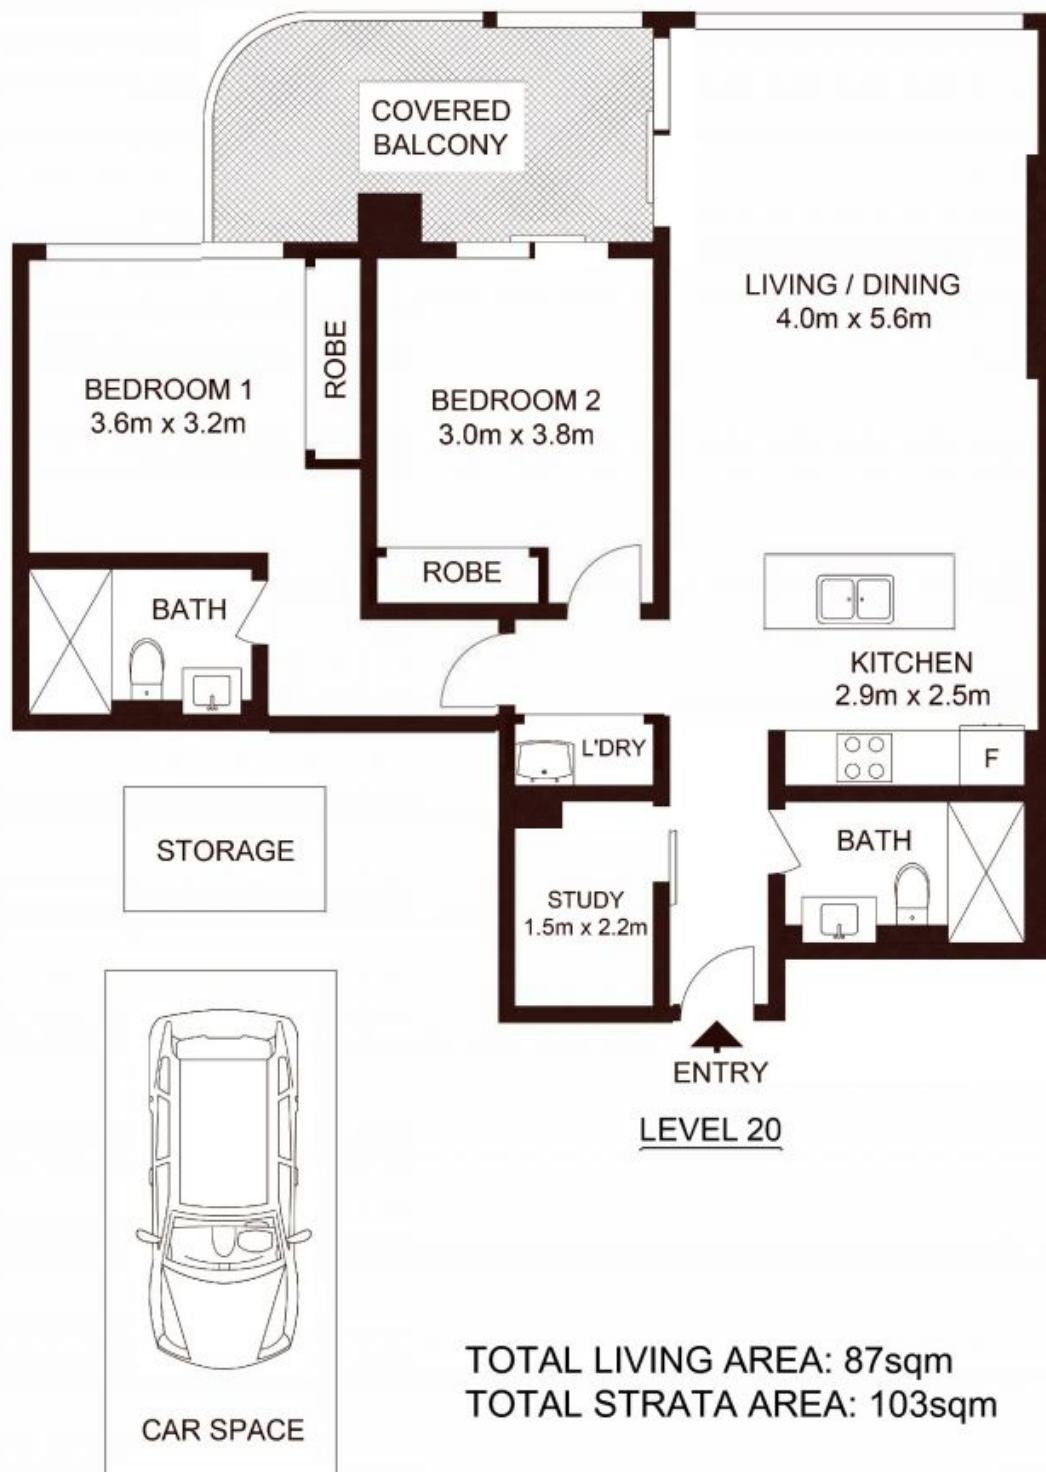 COVERED
BALCONY
LIVING / DINING
4.0m x 5.6m
ROBE
BEDROOM 1
3.6m x 3.2m
BEDROOM 2
3.0m x 3.8m
ROBE
BATH
KITCHEN
2.9m x 2.5m
L'DRY
F
STORAGE
BATH
STUDY
1.5m x 2.2m
ENTRY
LEVEL 20
TOTAL LIVING AREA: 87sqm
TOTAL STRATA AREA: 103sqm
CAR SPACE